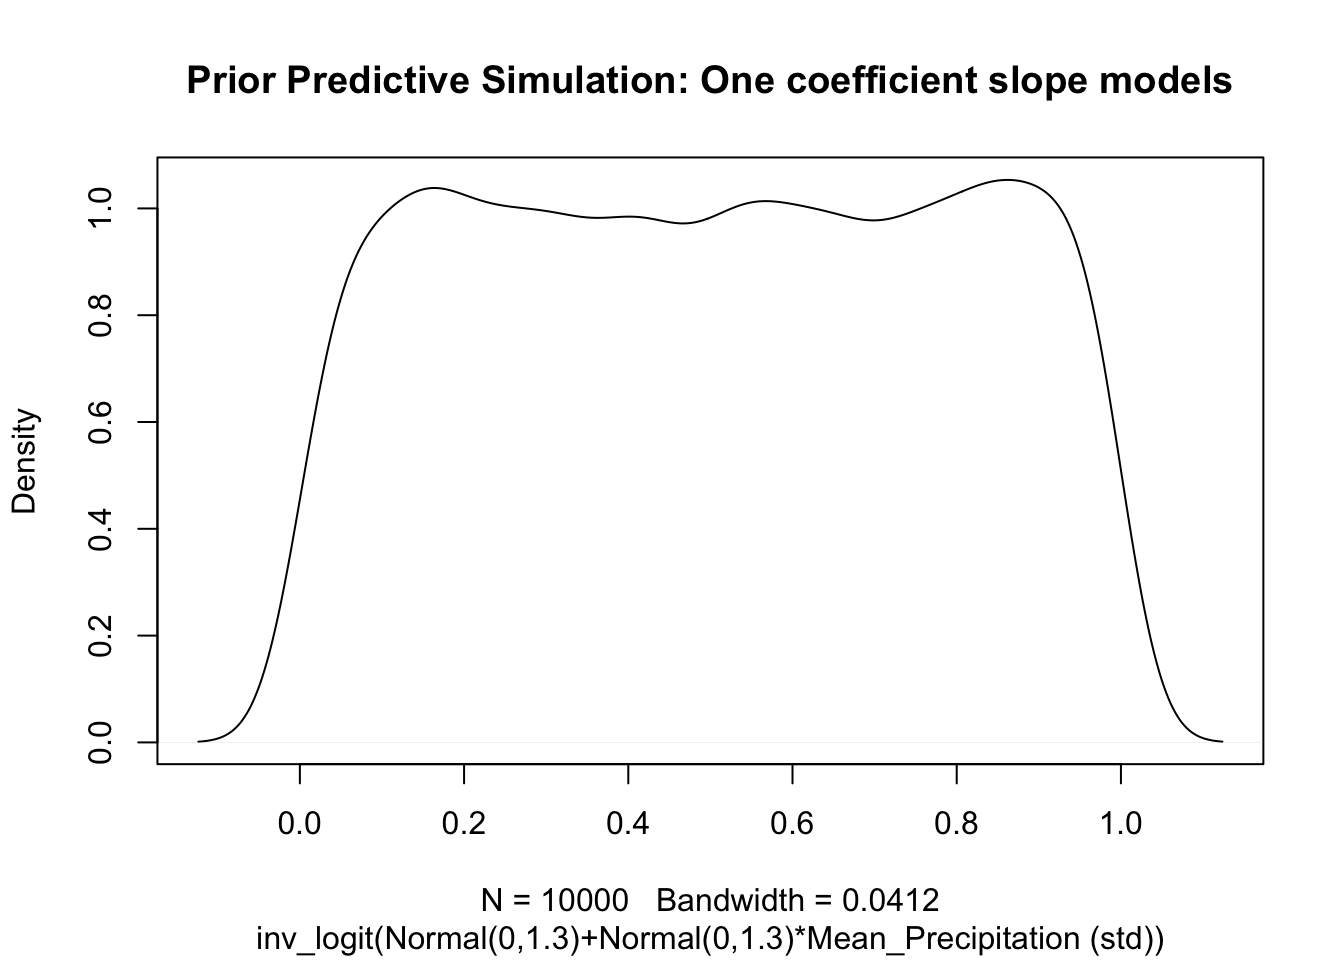 Prior Predictive Simulation: One coefficient slope models
Density
1.0
0.8
0.6
0.4
0.2
0.0
0.0 0.2 0.4 0.6 0.8 1.0
N = 10000 Bandwidth = 0.0412
inv_logit(Normal(0,1.3)+Normal(0,1.3)*Mean_Precipitation (std))